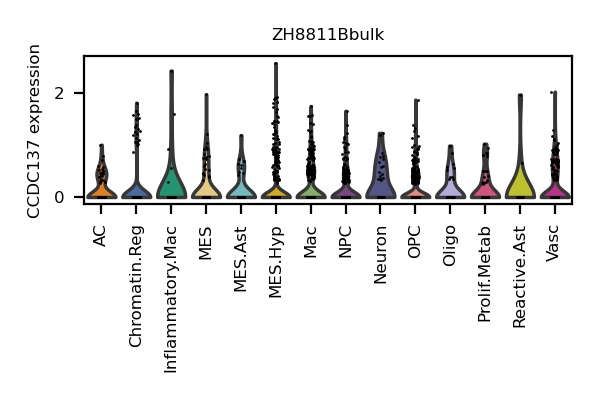 ZH8811Bbulk
CCDC137 expression
2
0
AC
Chromatin.Reg
Inflammatory.Mac
MES
MES.Ast
MES.Hyp
Mac
NPC
Neuron
OPC
Oligo
Prolif.Metab
Reactive.Ast
Vasc